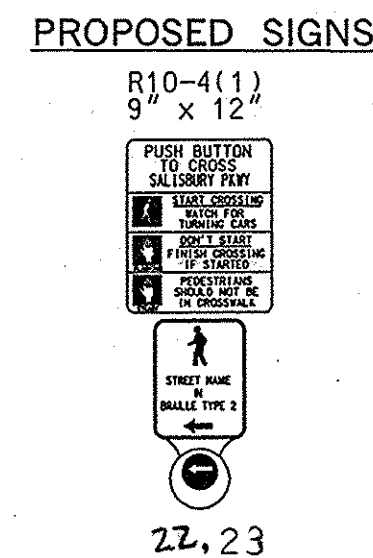 PROPOSED SIGNS
R10-4(1)
9" x 12"
PUSH BUTTON
TO CROSS
SALISBURY PKWY
START CROSSING
WATCH FOR
TURNING CARS
DON'T START
FINISH CROSSING
IF STARTED
PEDESTRIANS
SHOULD NOT BE
IN CROSSWALK
STREET NAME
IN
BRAILLE TYPE 2
22, 23